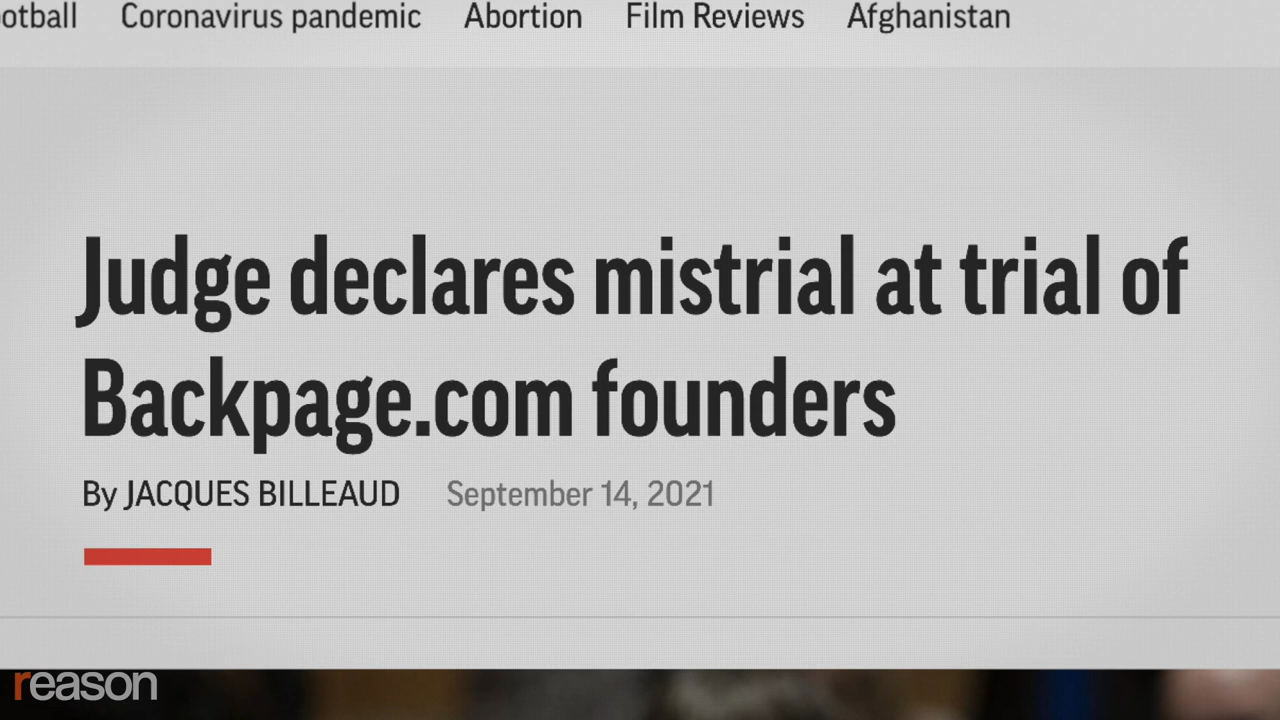 otball Coronavirus pandemic Abortion Film Reviews Afghanistan
Judge declares mistrial at trial of
Backpage.com founders
By JACQUES BILLEAUD September 14, 2021
reason